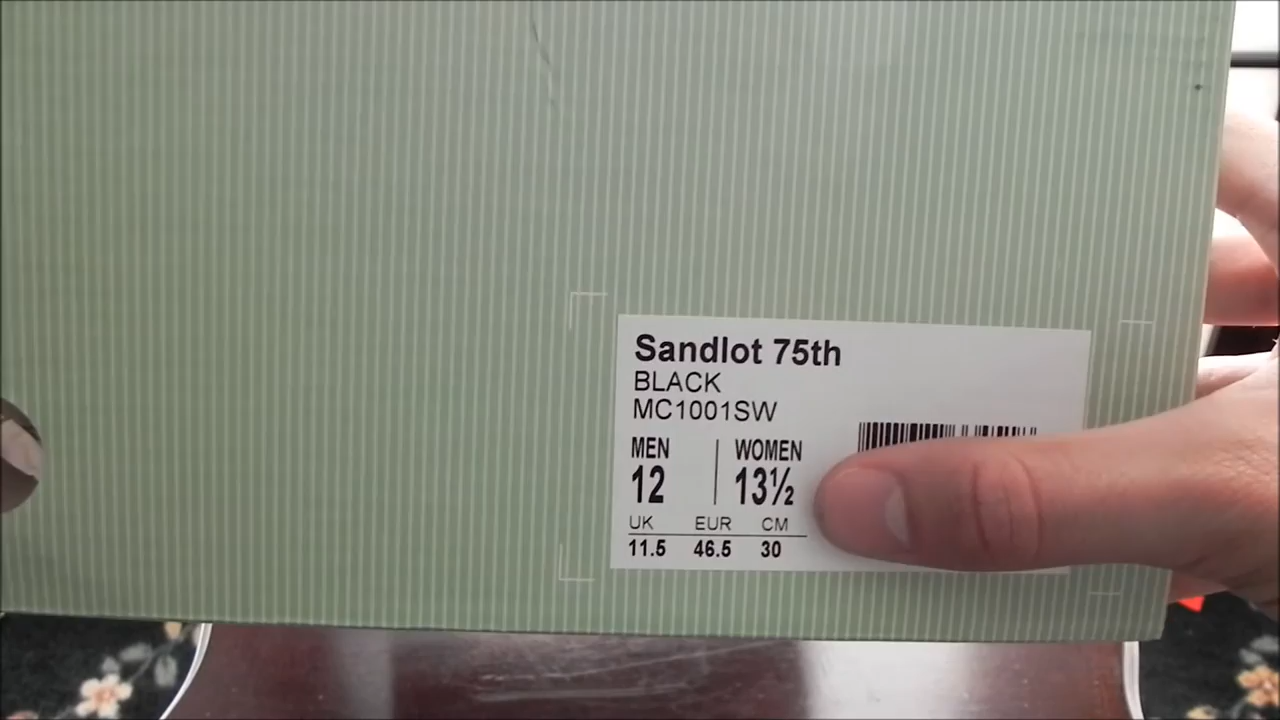 Sandlot 75th
BLACK
MC1001SW
MEN WOMEN
12 13½
UK EUR CM
11.5 46.5 30